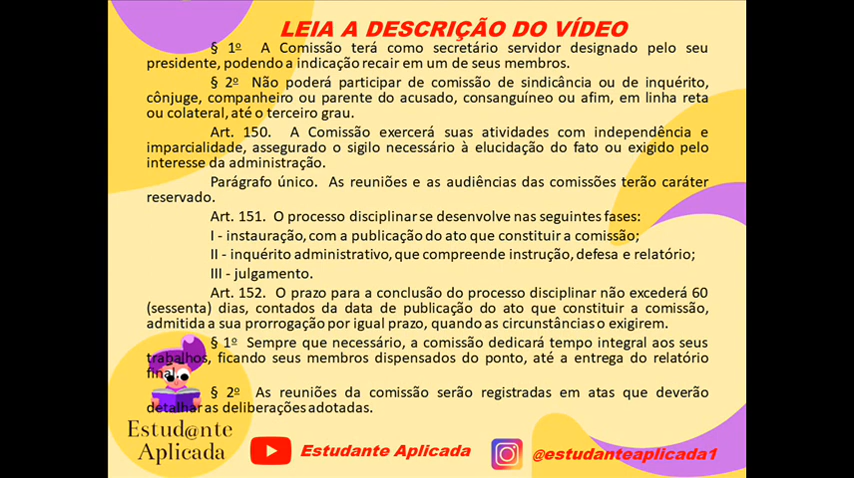 LEIA A DESCRIÇÃO DO VÍDEO
§ 1º A Comissão terá como secretário servidor designado pelo seu
presidente, podendo a indicação recair em um de seus membros.
§ 2º Não poderá participar de comissão de sindicância ou de inquérito,
cônjuge, companheiro ou parente do acusado, consanguíneo ou afim, em linha reta
ou colateral, até o terceiro grau.
Art. 150. A Comissão exercerá suas atividades com independência e
imparcialidade, assegurado o sigilo necessário à elucidação do fato ou exigido pelo
interesse da administração.
Parágrafo único. As reuniões e as audiências das comissões terão caráter
reservado.
Art. 151. O processo disciplinar se desenvolve nas seguintes fases:
I - instauração, com a publicação do ato que constituir a comissão;
II - inquérito administrativo, que compreende instrução, defesa e relatório;
III - julgamento.
Art. 152. O prazo para a conclusão do processo disciplinar não excederá 60
(sessenta) dias, contados da data de publicação do ato que constituir a comissão,
admitida a sua prorrogação por igual prazo, quando as circunstâncias o exigirem.
§ 1º Sempre que necessário, a comissão dedicará tempo integral aos seus
trabalhos, ficando seus membros dispensados do ponto, até a entrega do relatório
final.
§ 2º As reuniões da comissão serão registradas em atas que deverão
detalhar as deliberações adotadas.
Estud@nte
Aplicada
Estudante Aplicada
@estudanteaplicada1